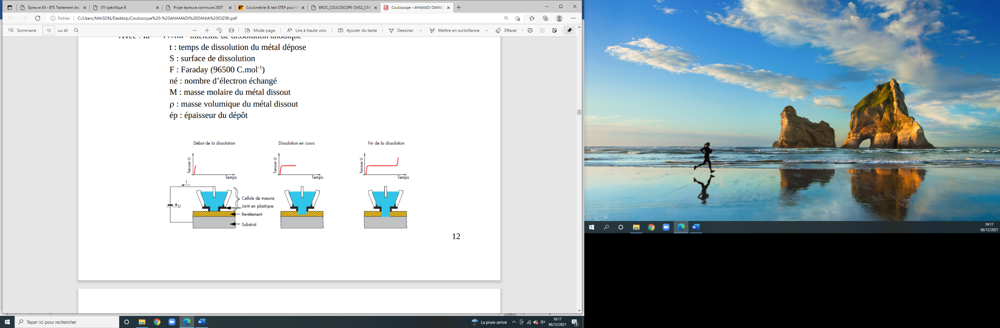 Épreuve E4 - BTS Traitement des
STI spécifique B
Projet épreuve commune 2007
Coulométrie & test STEP pour l'é
BROC_COULOSCOPE CMS2_CMS
Couloscope - AHAMADI DANIA
Fichier
C:/Users/MAISON/Desktop/Couloscope%20-%20AHAMADI%20DANIA%20OIZIRI.pdf
Sommaire
12
sur 40
Mode page
Lire à haute voix
Ajouter du texte
Dessiner
Mettre en surbrillance
Effacer
intensité de dissolution anodique
t : temps de dissolution du métal dépose
S : surface de dissolution
F : Faraday (96500 C.mol-1)
né : nombre d'électron échangé
M : masse molaire du métal dissout
ρ : masse volumique du métal dissout
ép : épaisseur du dépôt
Début de la dissolution
Dissolution en cours
Fin de la dissolution
Tension U
Temps
Tension U
Temps
Tension U
Temps
I
U
Cellule de mesure
Joint en plastique
Revêtement
Substrat
12
Taper ici pour rechercher
La pluie arrive
16:17
06/12/2021
2
16:17
06/12/2021